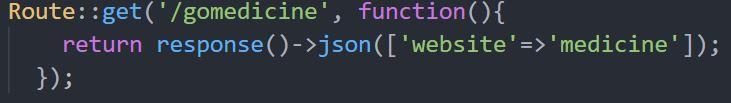 Route::get('/gomedicine', function(){
return response()->json(['website'=>'medicine']);
});